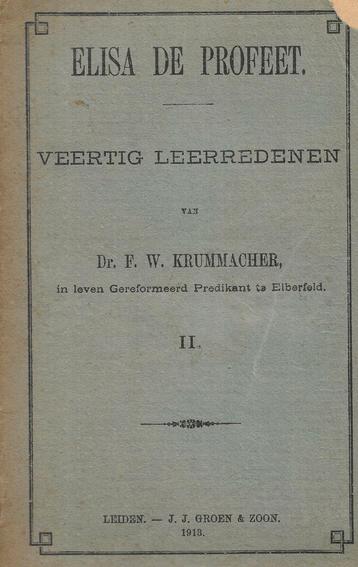 ELISA DE PROFEET.
VEERTIG LEERREDENEN
VAN
Dr. F. W. KRUMMACHER,
in leven Gereformeerd Predikant te Elberfeld.
II.
LEIDEN. — J. J. GROEN & ZOON.
1913.